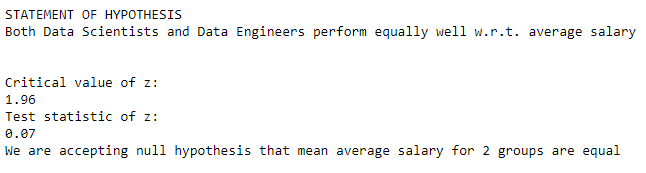 STATEMENT OF HYPOTHESIS
Both Data Scientists and Data Engineers perform equally well w.r.t. average salary
Critical value of z:
1.96
Test statistic of z:
0.07
We are accepting null hypothesis that mean average salary for 2 groups are equal